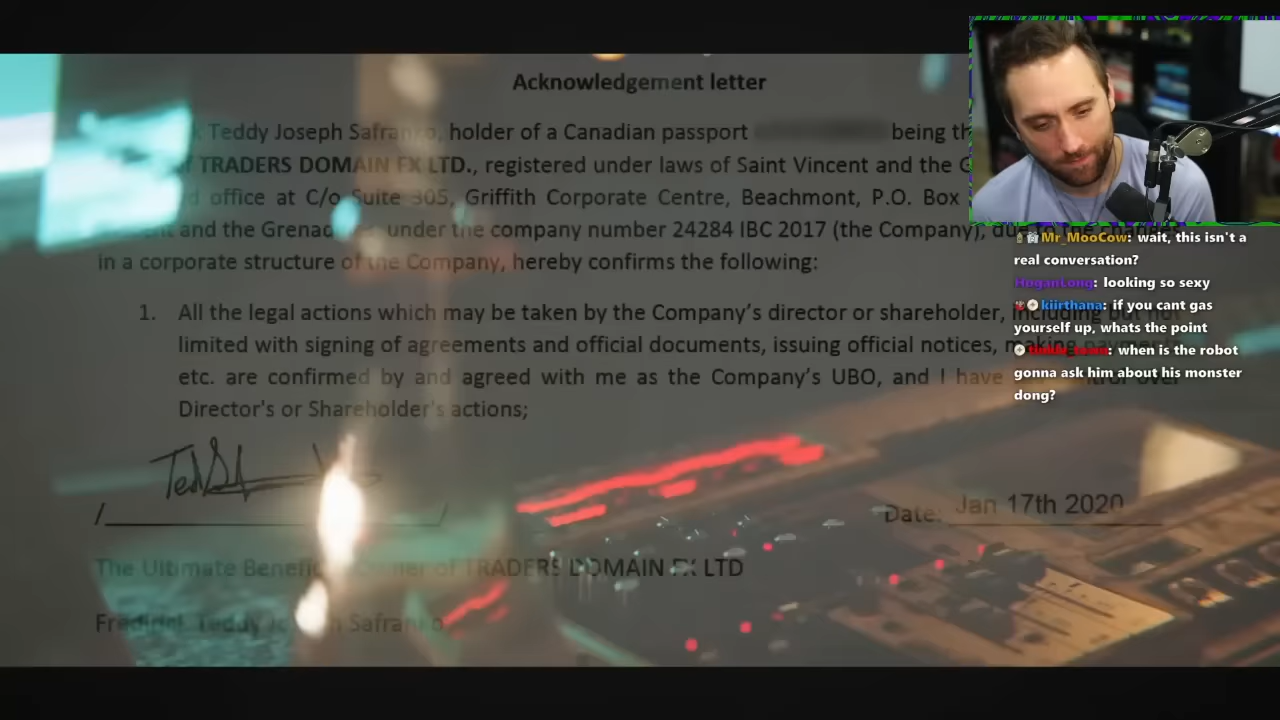 Acknowledgement letter
Teddy Joseph Safranko, holder of a Canadian passport being
of TRADERS DOMAIN FX LTD., registered under laws of Saint Vincent and the
office at C/o Suite 305, Griffith Corporate Centre, Beachmont, P.O. Box
and the under the company number 24284 IBC 2017 (the Company),
in a corporate structure of the Company, hereby confirms the following:
1. All the legal actions which may be taken by the Company's director or shareholder, including but not
limited with signing of agreements and official documents, issuing official notices, making payments
etc. are confirmed by and agreed with me as the Company's UBO, and I have over
Director's or Shareholder's actions;
/ /
Date: Jan 17th 2020
The Ultimate of TRADERS DOMAIN FX LTD
Teddy Safranko
Mr_MooCow: wait, this isn't a
real conversation?
HuganLong: looking so sexy
kiirthana: if you cant gas
yourself up, whats the point
: when is the robot
gonna ask him about his monster
dong?